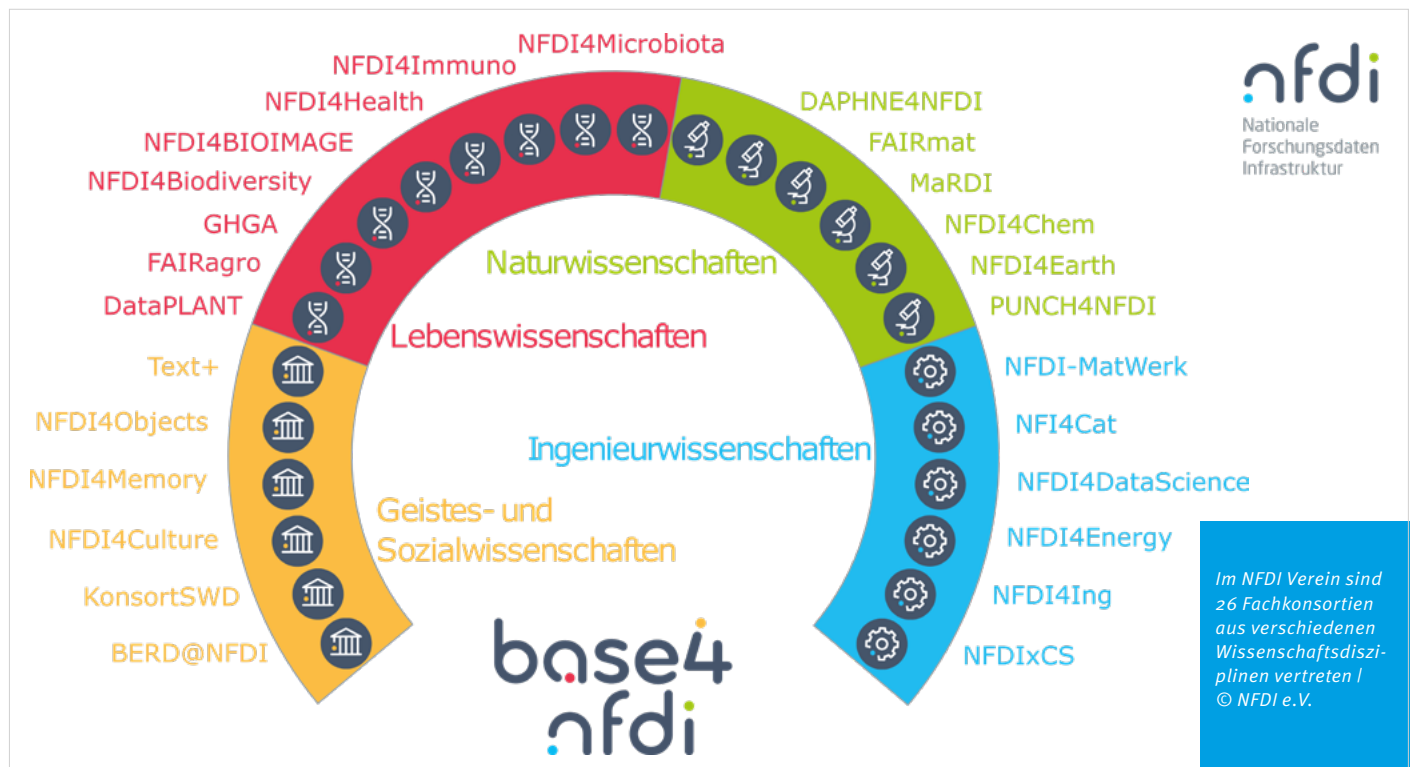 NFDI4Microbiota
NFDI4Immuno
NFDI4Health
NFDI4BIOIMAGE
NFDI4Biodiversity
GHGA
FAIRagro
DataPLANT
Text+
NFDI4Objects
NFDI4Memory
NFDI4Culture
KonsortSWD
BERD@NFDI
DAPHNE4NFDI
FAIRmat
MaRDI
NFDI4Chem
NFDI4Earth
PUNCH4NFDI
NFDI-MatWerk
NFI4Cat
NFDI4DataScience
NFDI4Energy
NFDI4Ing
NFDIxCS
Naturwissenschaften
Lebenswissenschaften
Ingenieurwissenschaften
Geistes- und
Sozialwissenschaften
base4
nfdi
nfdi
Nationale
Forschungsdaten
Infrastruktur
Im NFDI Verein sind
26 Fachkonsortien
aus verschiedenen
Wissenschaftsdiszi-
plinen vertreten |
© NFDI e.V.